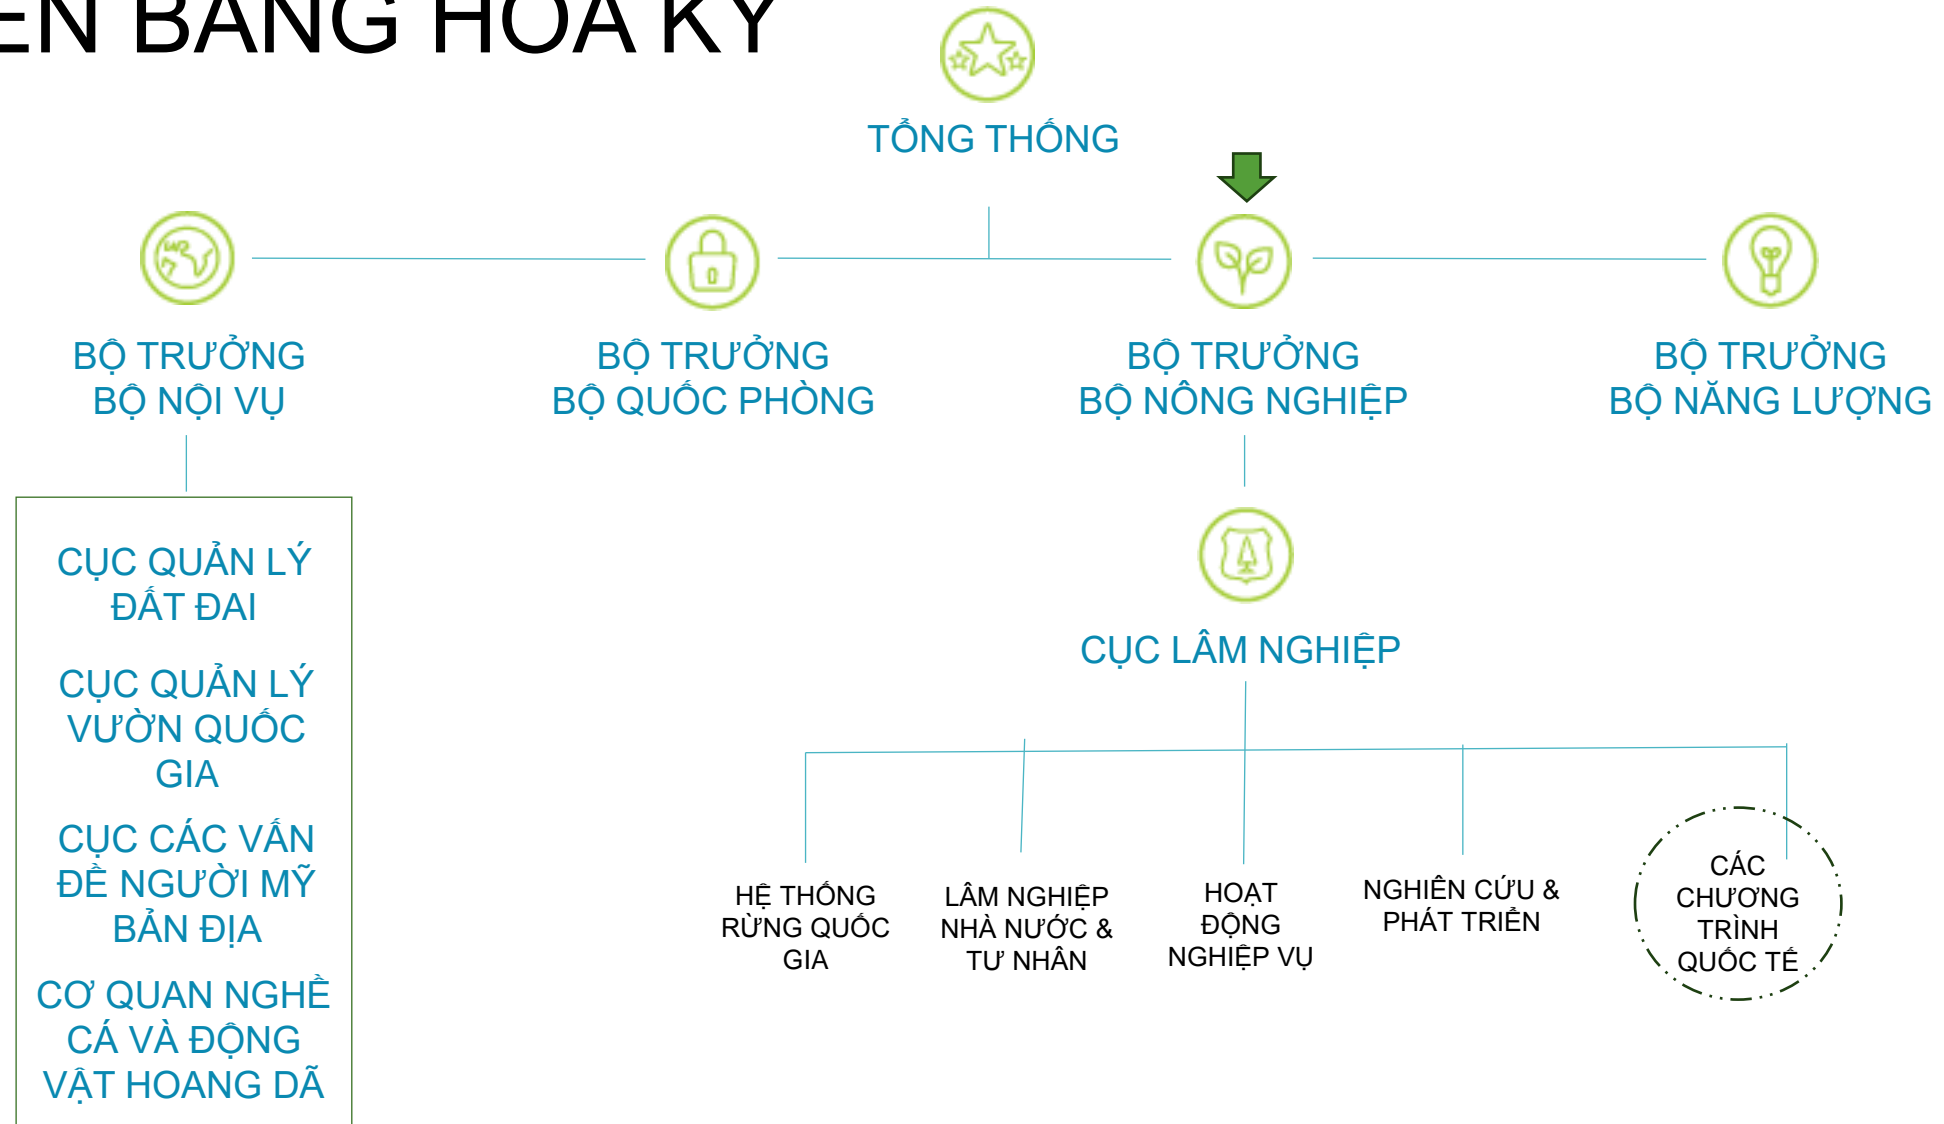 ÊN BANG HOA KỲ
TỔNG THỐNG
BỘ TRƯỞNG
BỘ NỘI VỤ
BỘ TRƯỞNG
BỘ QUỐC PHÒNG
BỘ TRƯỞNG
BỘ NÔNG NGHIỆP
BỘ TRƯỞNG
BỘ NĂNG LƯỢNG
CỤC QUẢN LÝ
ĐẤT ĐAI
CỤC QUẢN LÝ
VƯỜN QUỐC
GIA
CỤC CÁC VẤN
ĐỀ NGƯỜI MỸ
BẢN ĐỊA
CƠ QUAN NGHỀ
CÁ VÀ ĐỘNG
VẬT HOANG DÃ
CỤC LÂM NGHIỆP
HỆ THỐNG
RỪNG QUỐC
GIA
LÂM NGHIỆP
NHÀ NƯỚC &
TƯ NHÂN
HOẠT
ĐỘNG
NGHIỆP VỤ
NGHIÊN CỨU &
PHÁT TRIỂN
CÁC
CHƯƠNG
TRÌNH
QUỐC TẾ